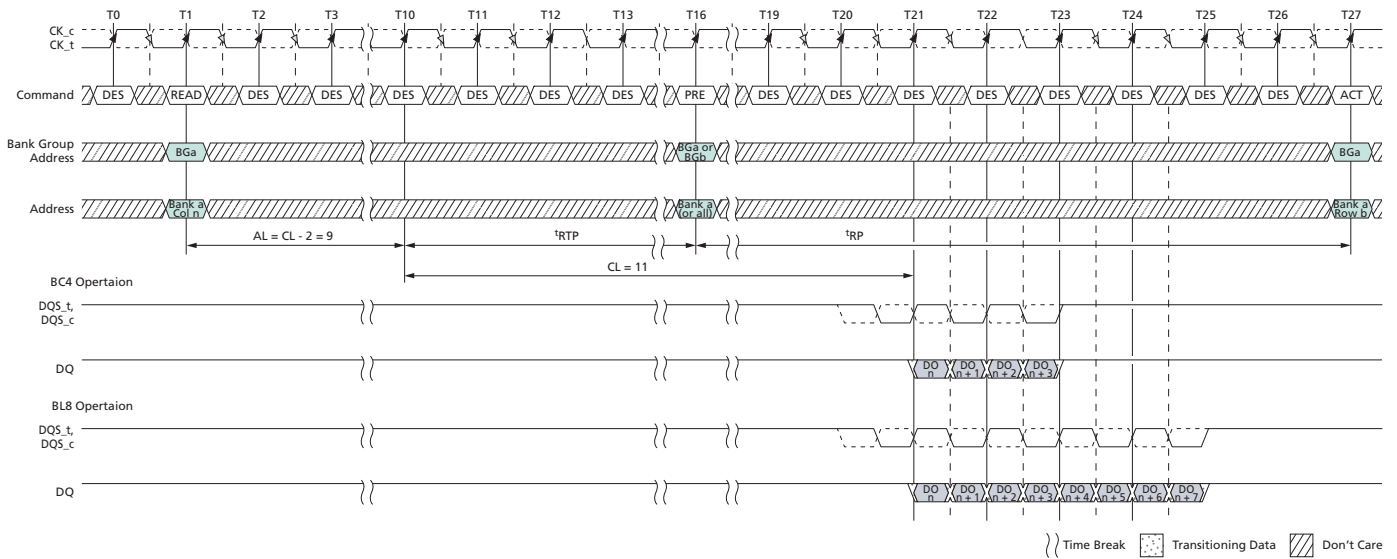 T0 T1 T2 T3 T10 T11 T12 T13 T16 T19 T20 T21 T22 T23 T24 T25 T26 T27
CK_c
CK_t
Command DES READ DES DES DES DES DES DES PRE DES DES DES DES DES DES DES DES ACT
Bank Group
Address
BGa
BGa or
BGb
BGa
Address
Bank a
Col n
Bank a
(or all)
Bank a
Row b
AL = CL - 2 = 9
tRTP
tRP
CL = 11
BC4 Opertaion
DQS_t,
DQS_c
DQ
DO
n
DO
n + 1
DO
n + 2
DO
n + 3
BL8 Opertaion
DQS_t,
DQS_c
DQ
DO
n
DO
n + 1
DO
n + 2
DO
n + 3
DO
n + 4
DO
n + 5
DO
n + 6
DO
n + 7
Time Break Transitioning Data Don't Care